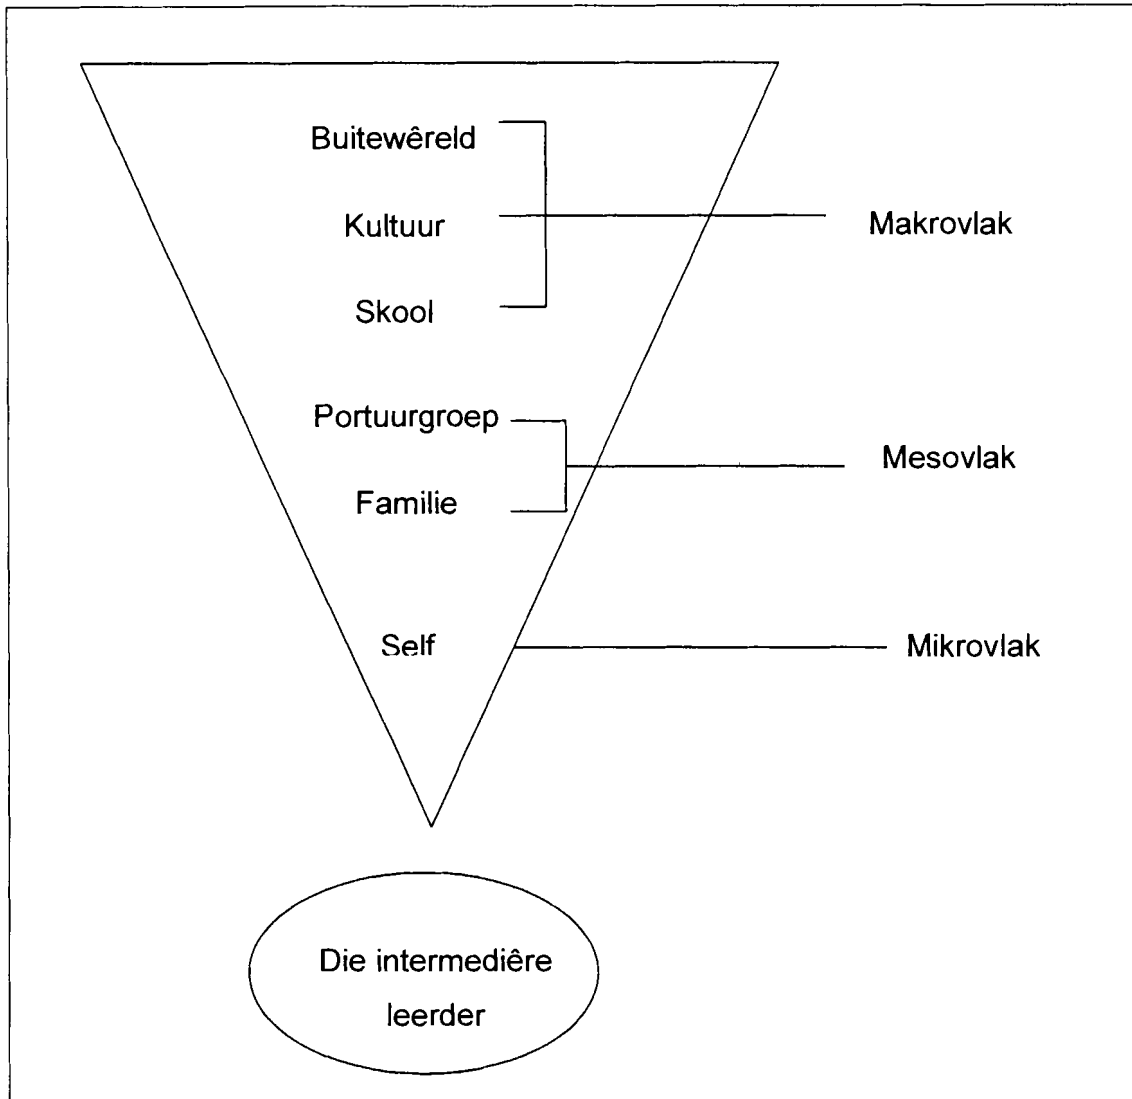 Buitewêreld
Kultuur
Makrovlak
Skool
Portuurgroep
Mesovlak
Familie
Self
Mikrovlak
Die intermediêre
leerder